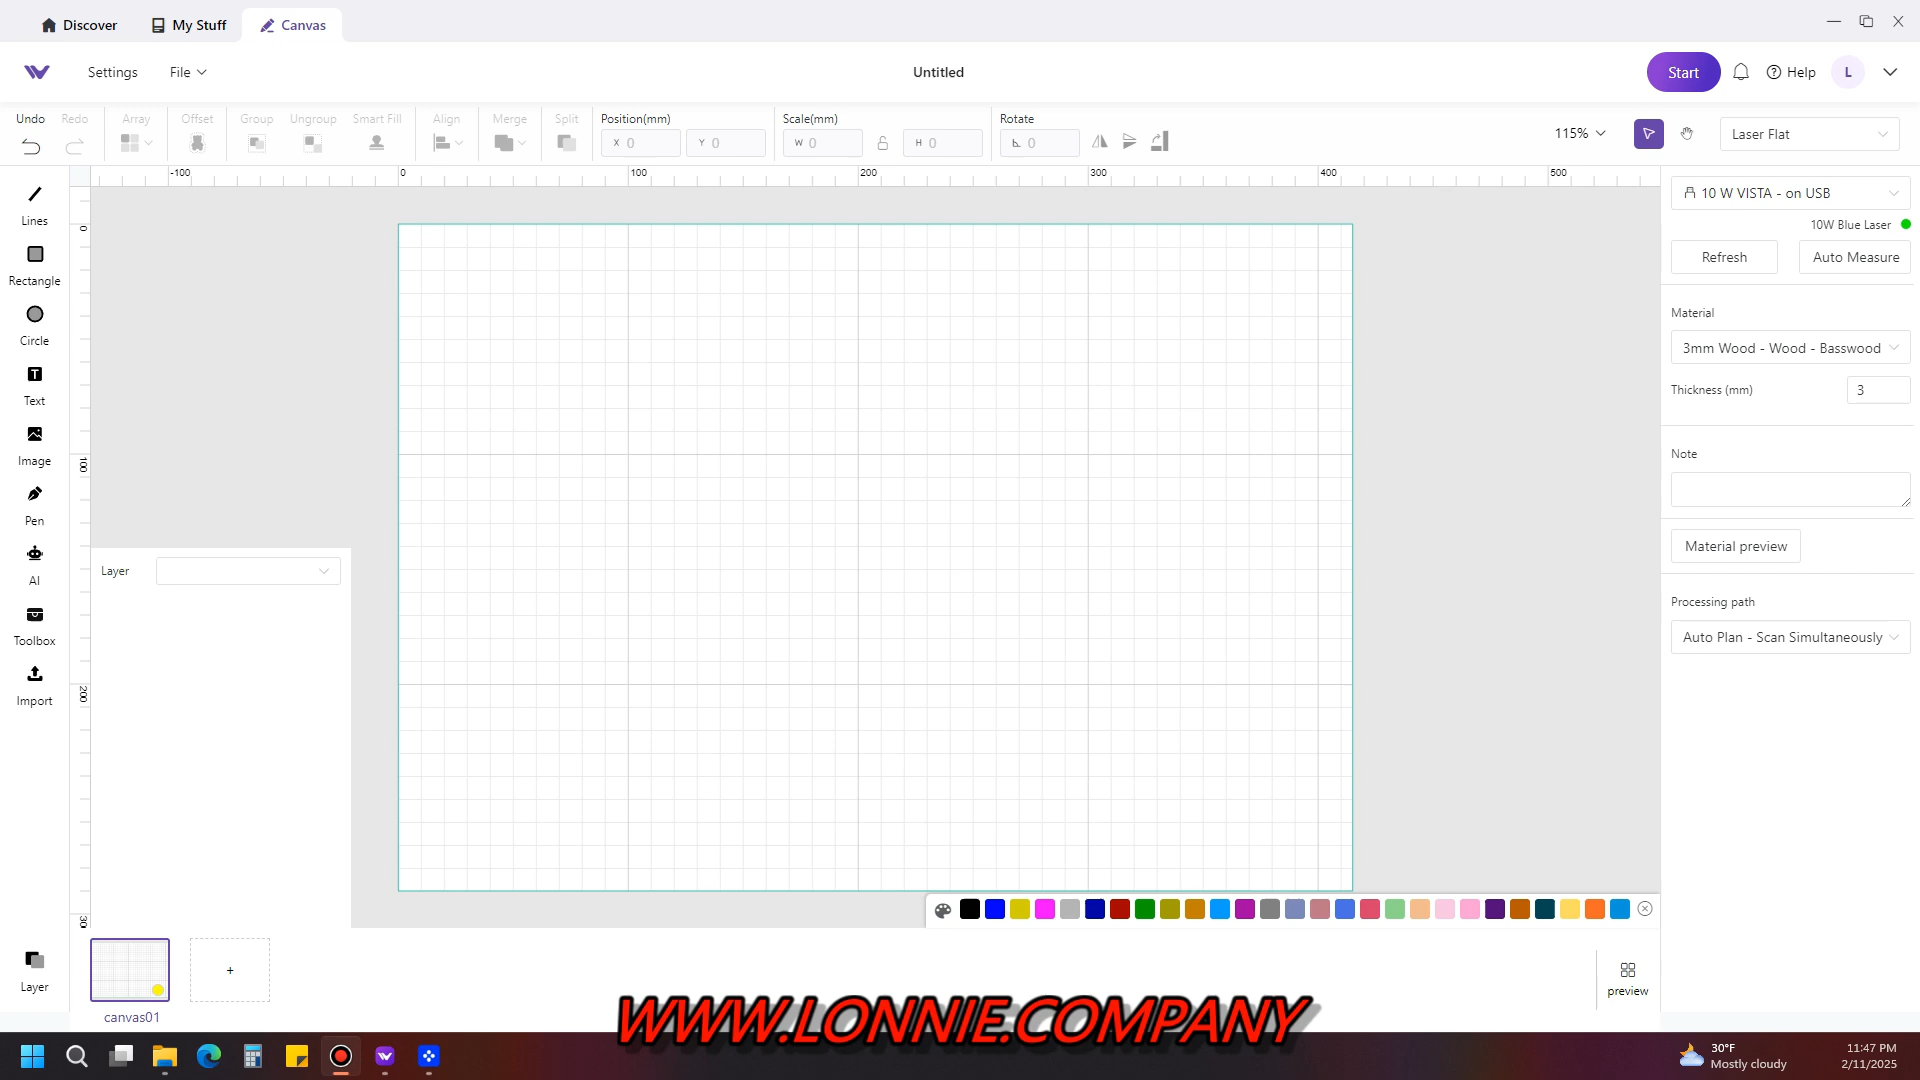 Discover My Stuff Canvas
Settings File Untitled Start Help L
Undo Redo Array Offset Group Ungroup Smart Fill Align Merge Split Position(mm) Scale(mm) Rotate
X 0 Y 0 W 0 H 0 0 115% Laser Flat
-100 0 100 200 300 400 500
0
100
200
30
Lines
Rectangle
Circle
Text
Image
Pen
AI
Toolbox
Import
Layer
Layer
10 W VISTA - on USB
10W Blue Laser
Refresh Auto Measure
Material
3mm Wood - Wood - Basswood
Thickness (mm) 3
Note
Material preview
Processing path
Auto Plan - Scan Simultaneously
+
canvas01
preview
WWW.LONNIE.COMPANY
30°F
Mostly cloudy
11:47 PM
2/11/2025